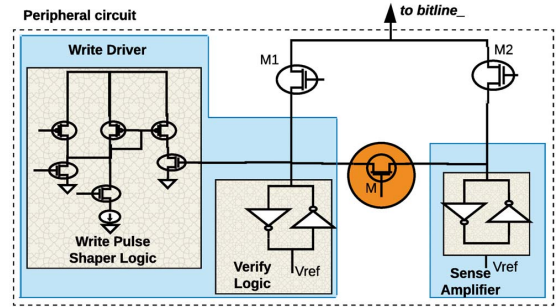 Peripheral circuit
to bitline_
Write Driver
M1
M2
M
Write Pulse
Shaper Logic
Verify
Logic
Vref
Sense
Amplifier
Vref